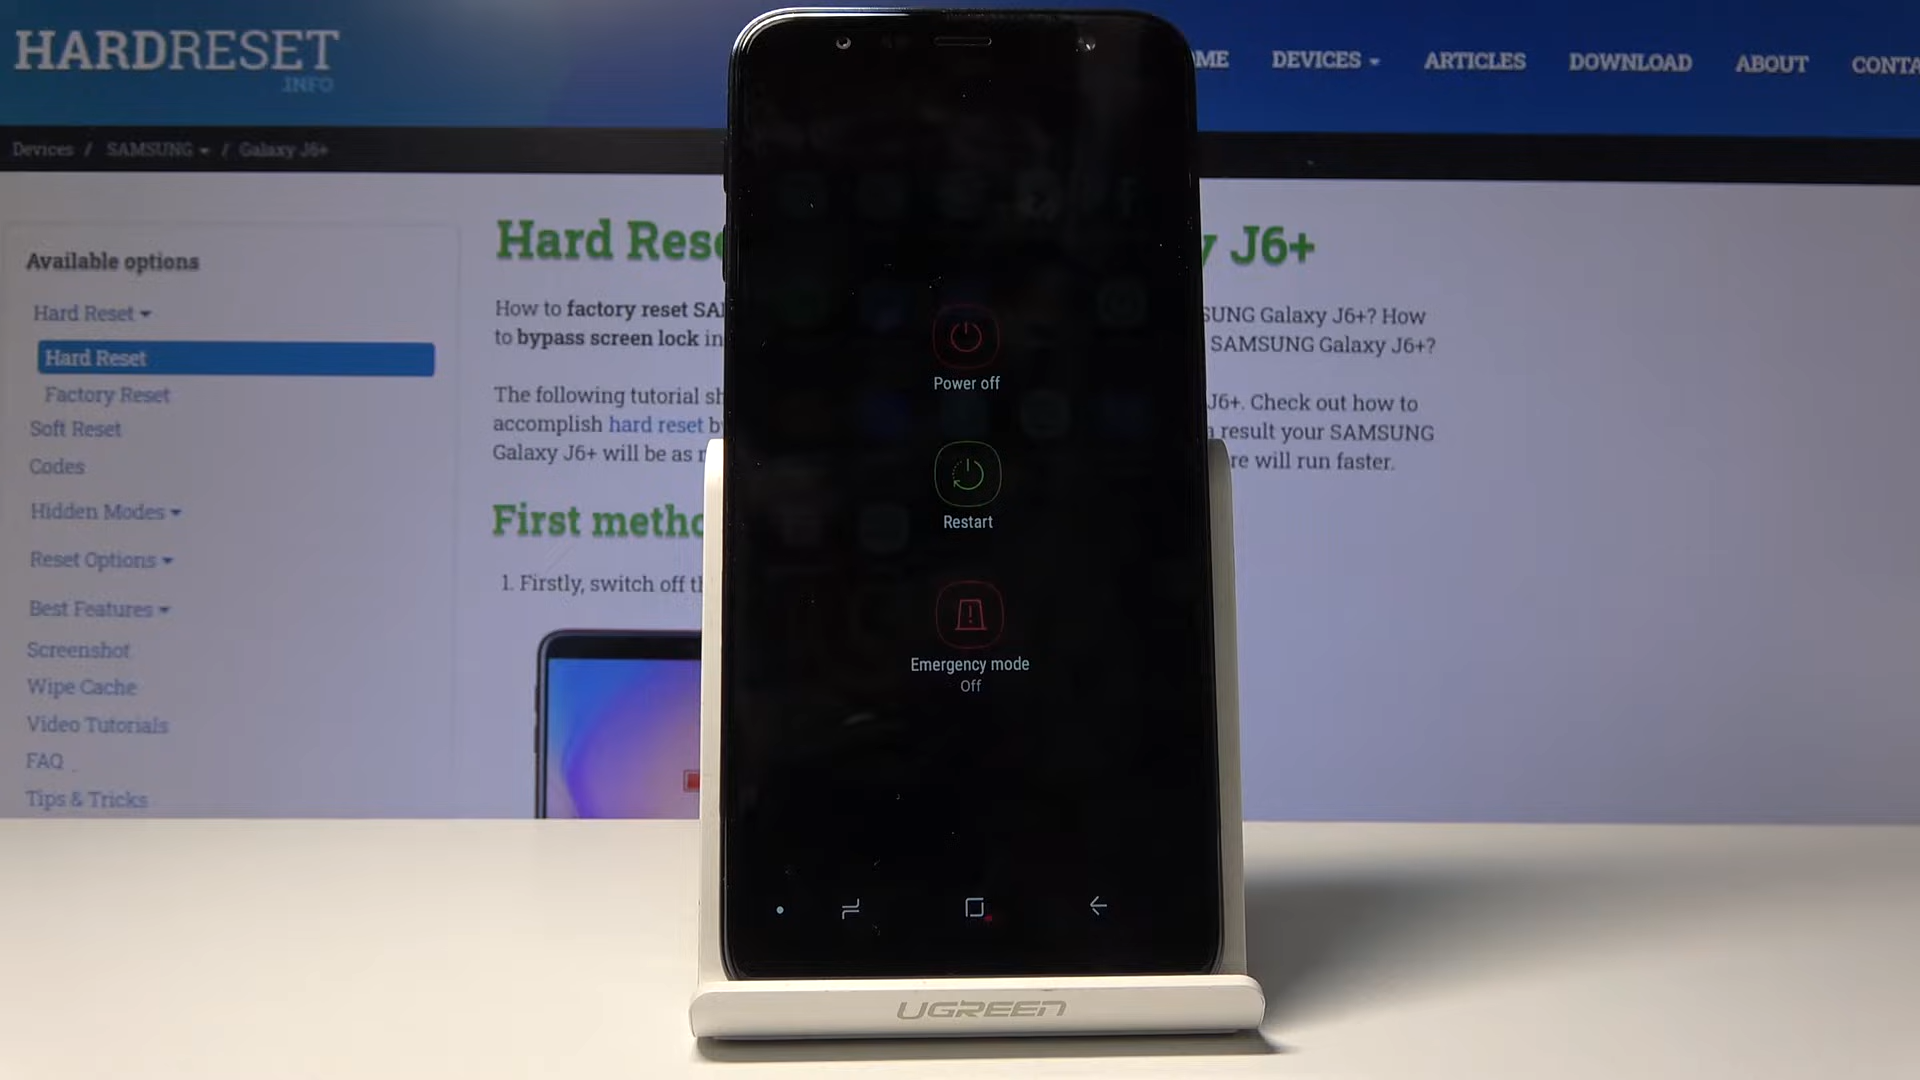 HARDRESET
.INFO
ME
DEVICES
ARTICLES
DOWNLOAD
ABOUT
CONTA
Devices / SAMSUNG / Galaxy J6+
Available options
Hard Reset
Hard Reset
Factory Reset
Soft Reset
Codes
Hidden Modes
Reset Options
Best Features
Screenshot
Wipe Cache
Video Tutorials
FAQ
Tips & Tricks
Hard Rese
y J6+
How to factory reset SA
SUNG Galaxy J6+? How
to bypass screen lock in
SAMSUNG Galaxy J6+?
The following tutorial sh
J6+. Check out how to
accomplish hard reset b
a result your SAMSUNG
Galaxy J6+ will be as
re will run faster.
First metho
1. Firstly, switch off th
Power off
Restart
Emergency mode
Off
UGREEN